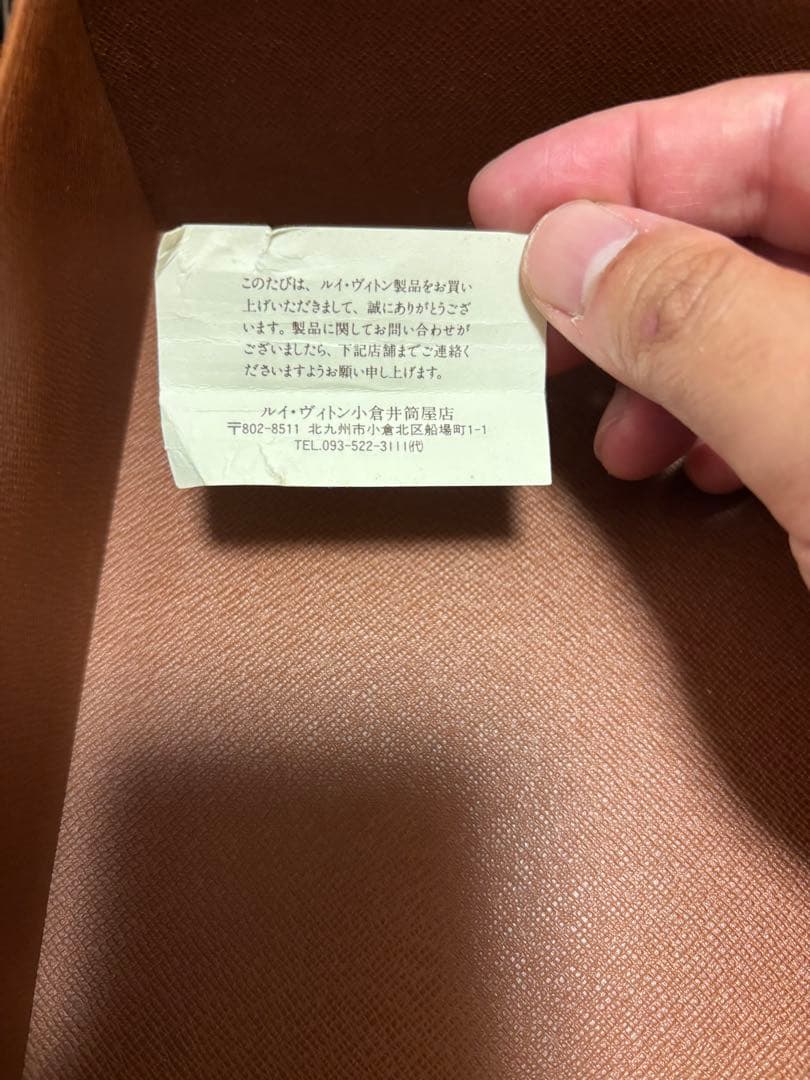 このたびは、ルイ・ヴィトン製品をお買い
上げいただきまして、誠にありがとうござ
います。製品に関してお問い合わせが
ございましたら、下記店舗までご連絡く
ださいますようお願い申し上げます。
ルイ・ヴィトン小倉井筒屋店
〒802-8511 北九州市小倉北区船場町1-1
TEL.093-522-3111㈹